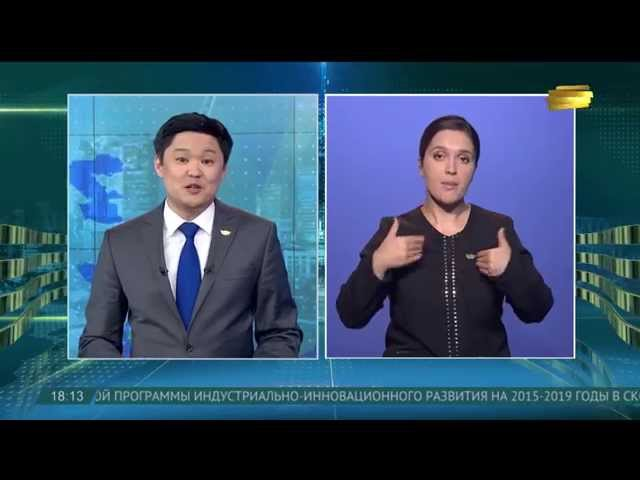 18:13 ОЙ ПРОГРАММЫ ИНДУСТРИАЛЬНО-ИННОВАЦИОННОГО РАЗВИТИЯ НА 2015-2019 ГОДЫ В СК